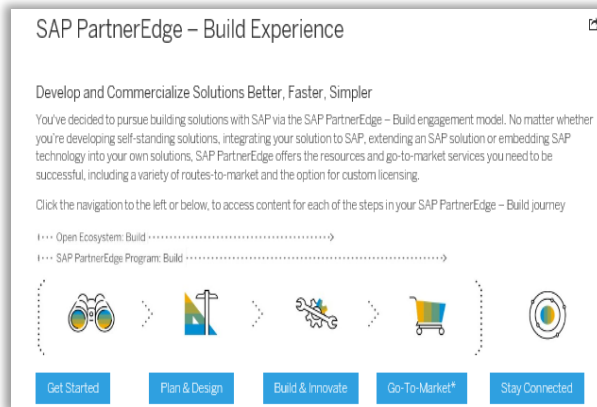 SAP PartnerEdge – Build Experience
Develop and Commercialize Solutions Better, Faster, Simpler
You've decided to pursue building solutions with SAP via the SAP PartnerEdge – Build engagement model. No matter whether
you're developing self-standing solutions, integrating your solution to SAP, extending an SAP solution or embedding SAP
technology into your own solutions, SAP PartnerEdge offers the resources and go-to-market services you need to be
successful, including a variety of routes-to-market and the option for custom licensing.
Click the navigation to the left or below, to access content for each of the steps in your SAP PartnerEdge – Build journey
Open Ecosystem: Build
SAP PartnerEdge Program: Build
Get Started
Plan & Design
Build & Innovate
Go-To-Market*
Stay Connected